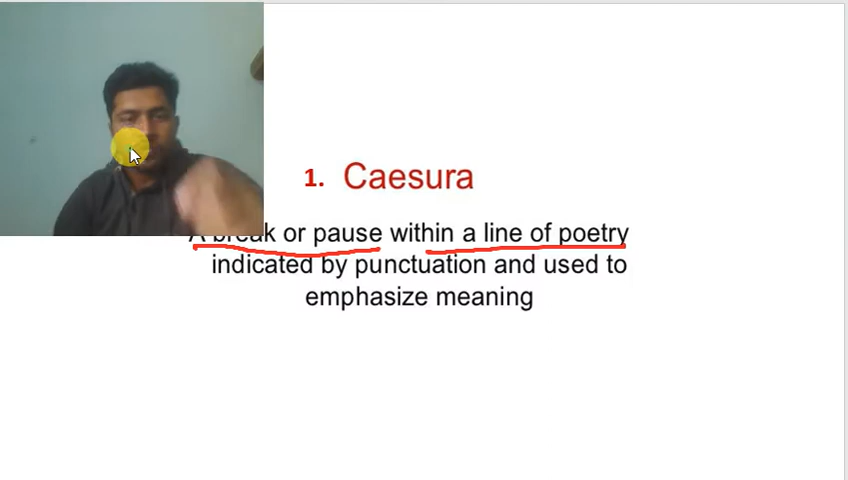 1. Caesura
A break or pause within a line of poetry
indicated by punctuation and used to
emphasize meaning